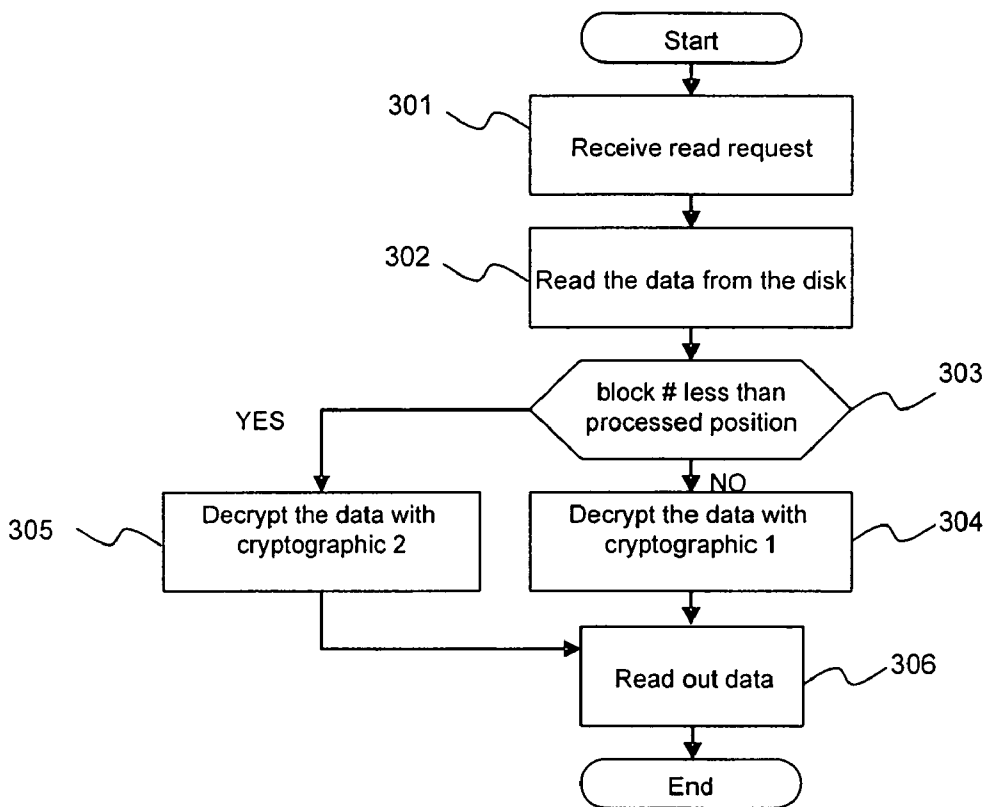 Start
301
Receive read request
302
Read the data from the disk
303
block # less than
processed position
YES
NO
305
Decrypt the data with
cryptographic 2
Decrypt the data with
cryptographic 1
304
Read out data
306
End